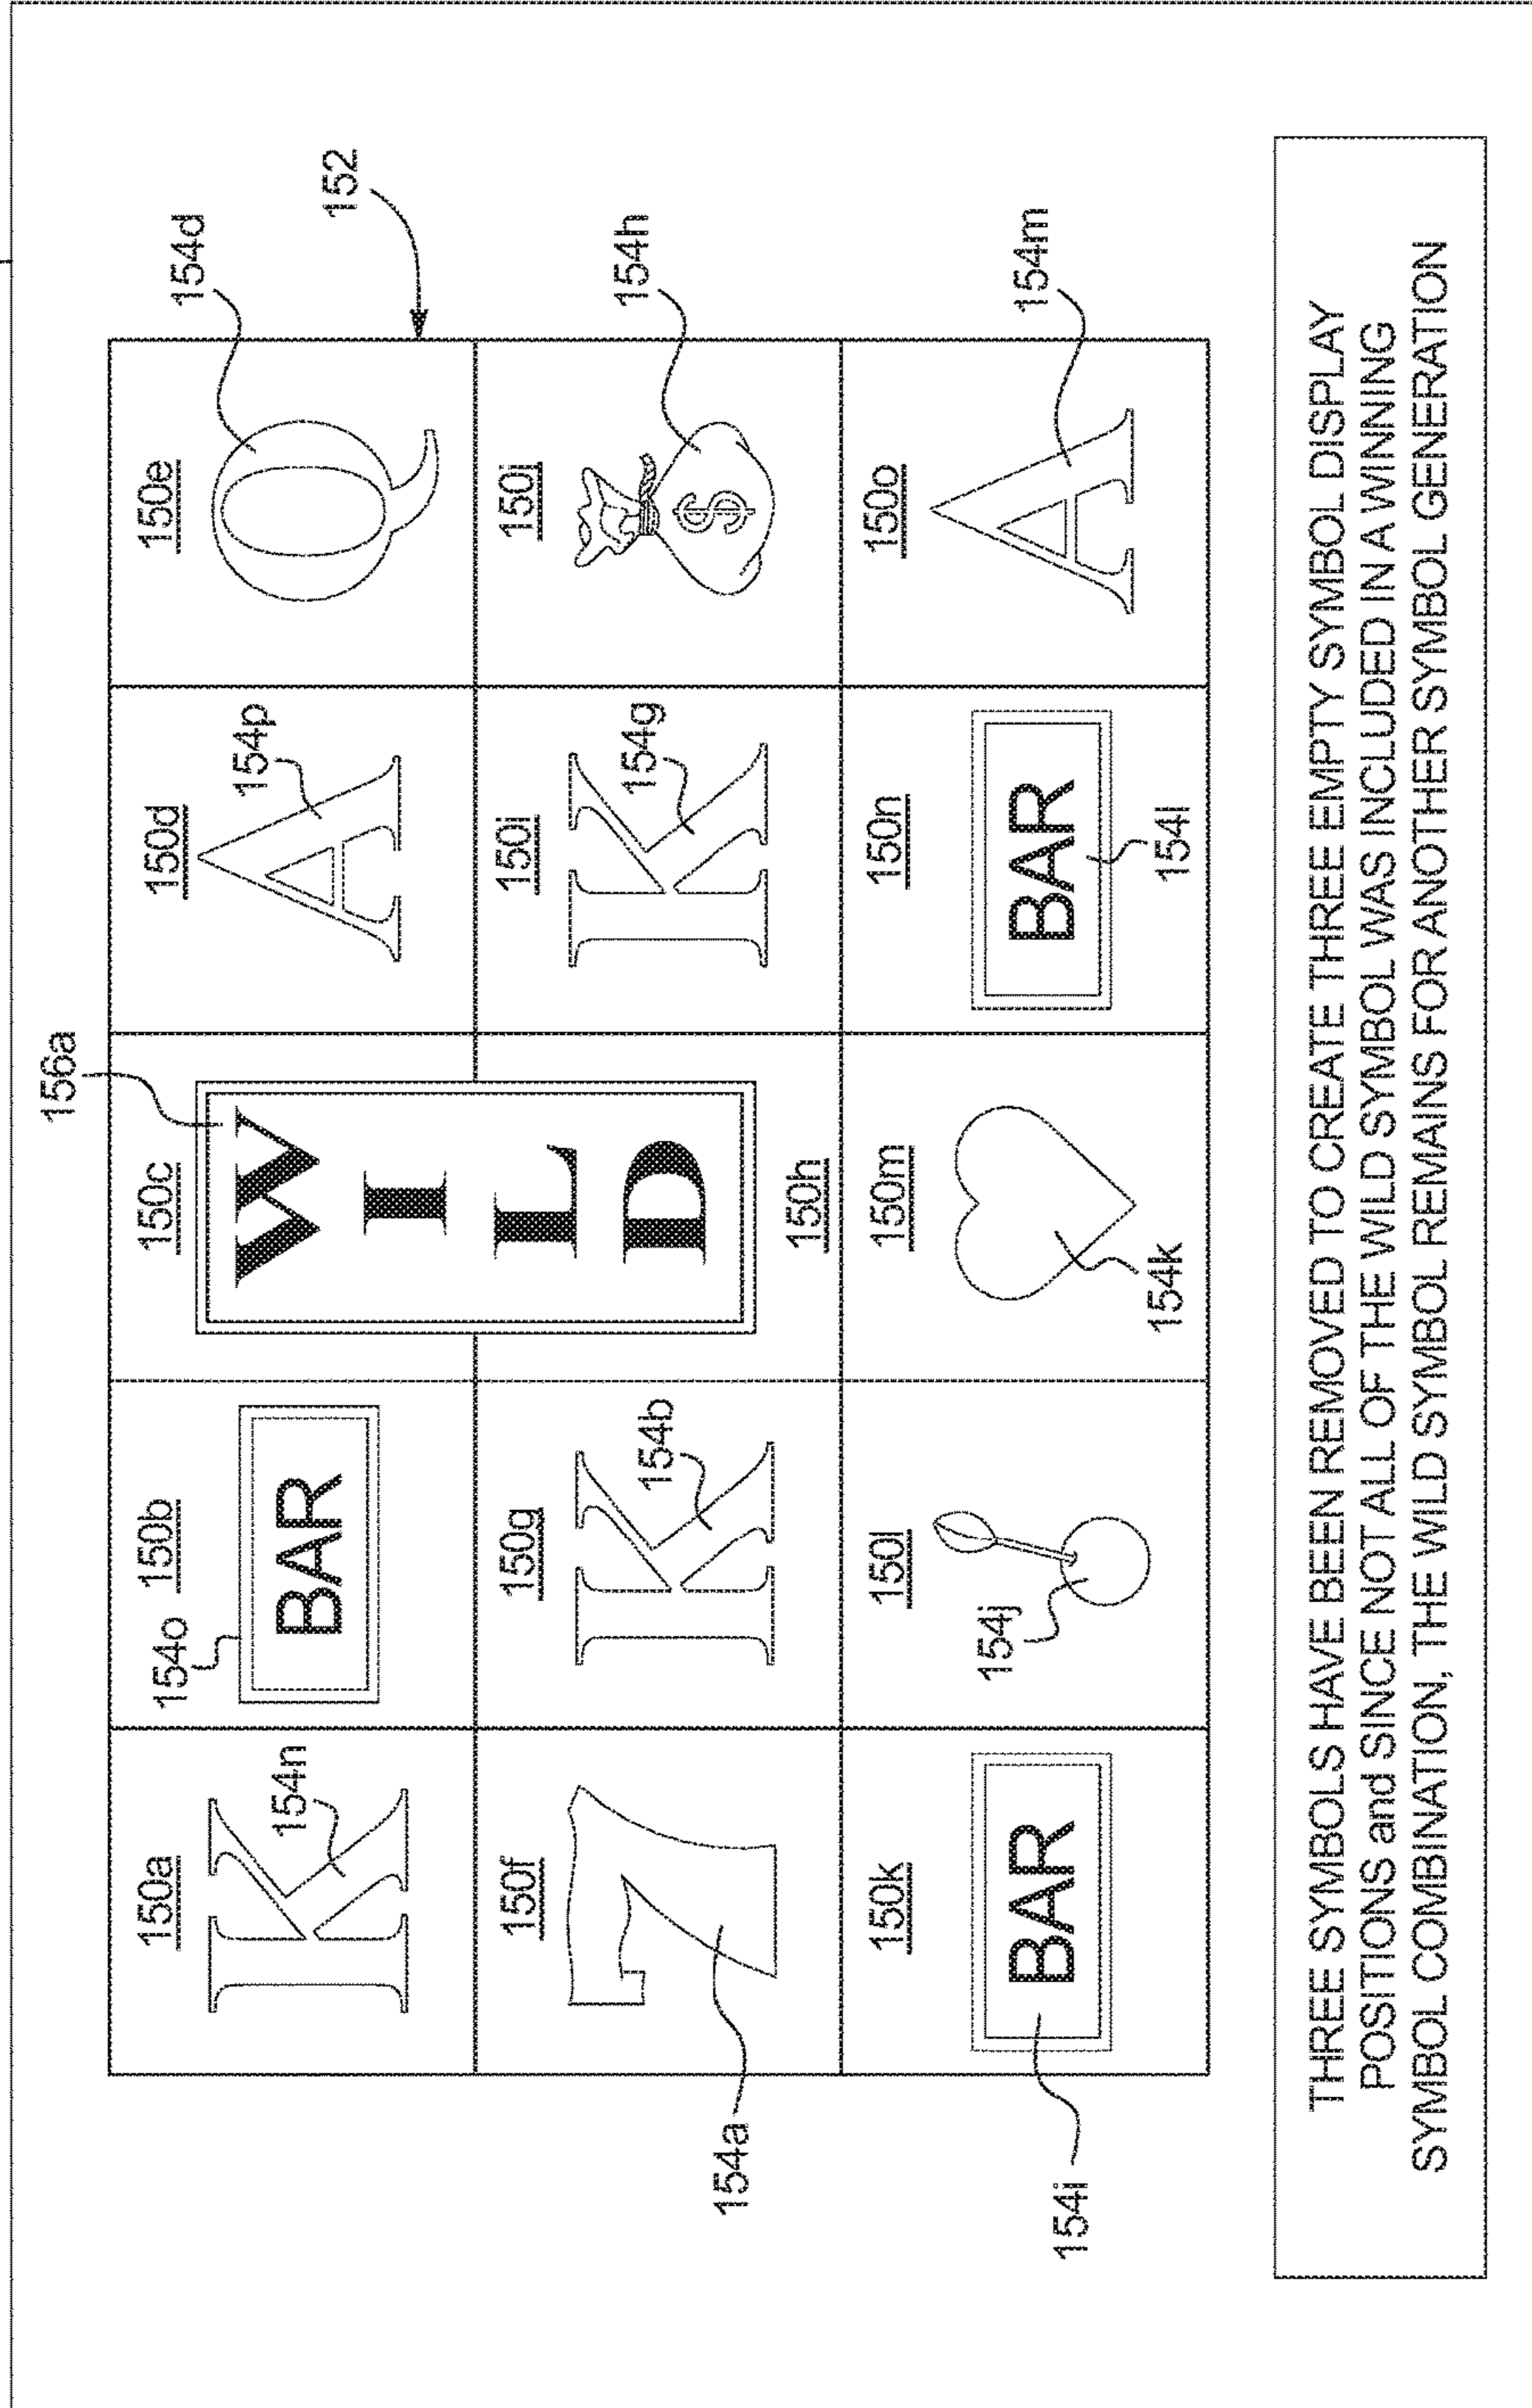 156a
150a
150b
150c
150d
150e
154o
154n
BAR
WILD
154p
154d
152
150f
150g
150h
150i
150j
154b
154g
154h
154a
150k
150l
150m
150n
150o
BAR
154j
154k
BAR
154l
154m
154i
K
A
Q
7
K
K
$
A
THREE SYMBOLS HAVE BEEN REMOVED TO CREATE THREE EMPTY SYMBOL DISPLAY
POSITIONS and SINCE NOT ALL OF THE WILD SYMBOL WAS INCLUDED IN A WINNING
SYMBOL COMBINATION, THE WILD SYMBOL REMAINS FOR ANOTHER SYMBOL GENERATION